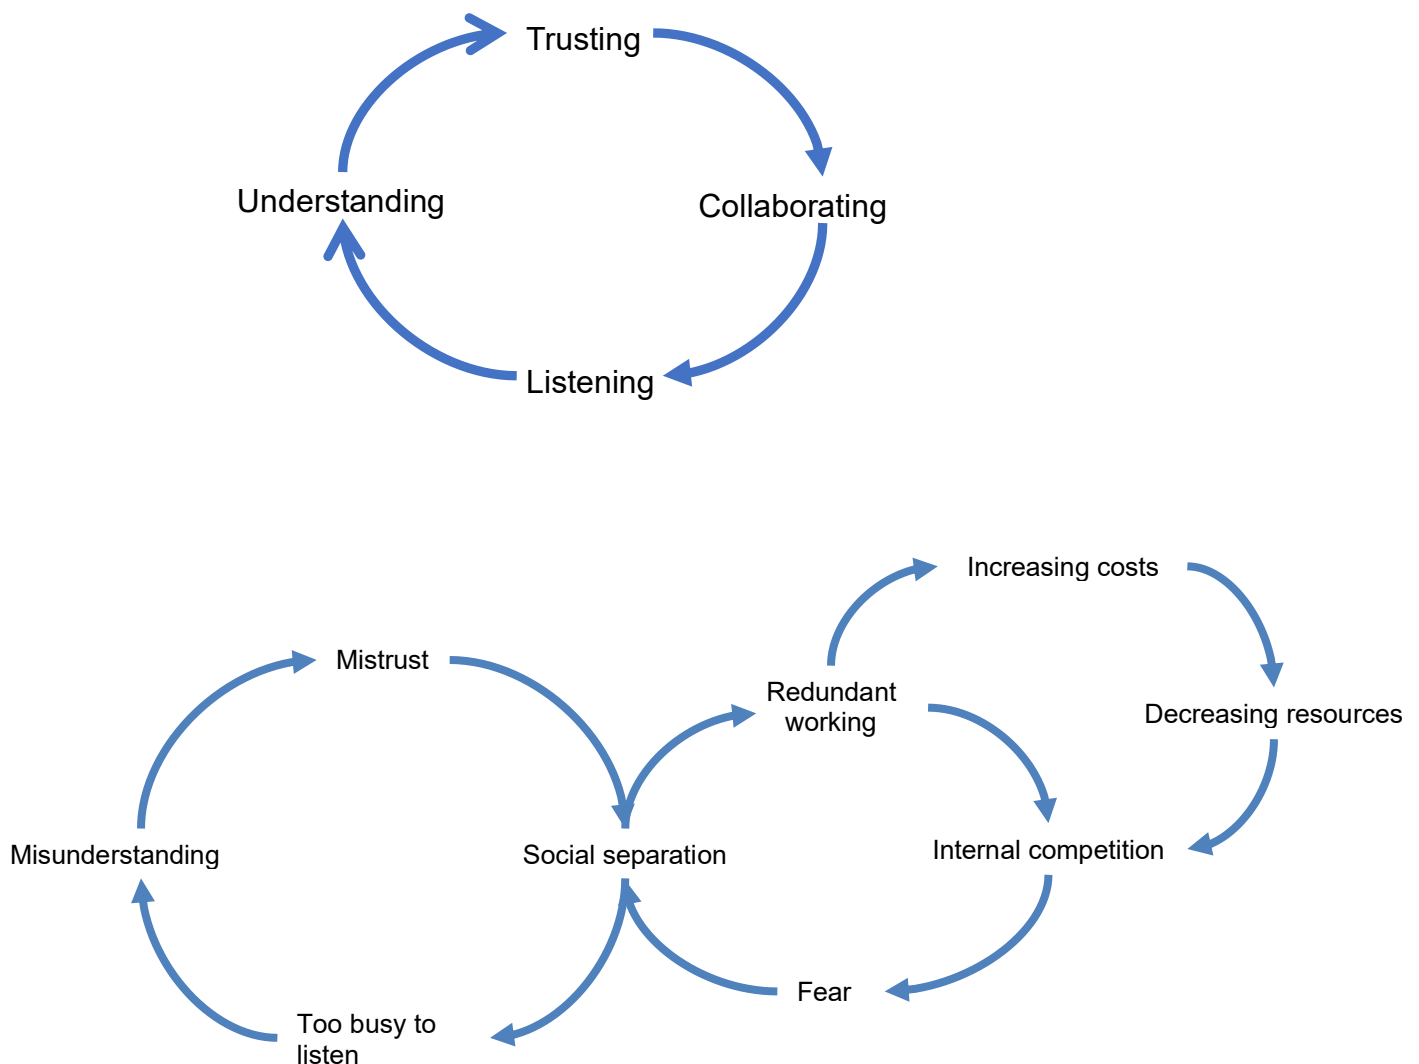 Trusting
Understanding
Collaborating
Listening
Increasing costs
Mistrust
Redundant
working
Decreasing resources
Misunderstanding
Social separation
Internal competition
Fear
Too busy to
listen